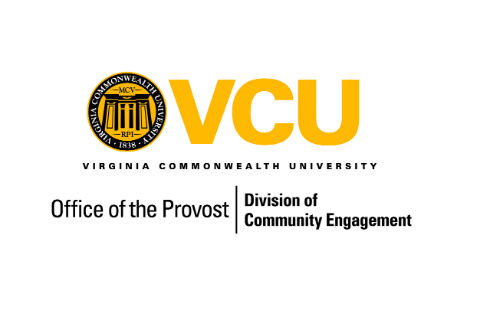 VIRGINIA COMMONWEALTH UNIVERSITY
MCV
RPI
1838
VCU
VIRGINIA COMMONWEALTH UNIVERSITY
Office of the Provost
Division of
Community Engagement